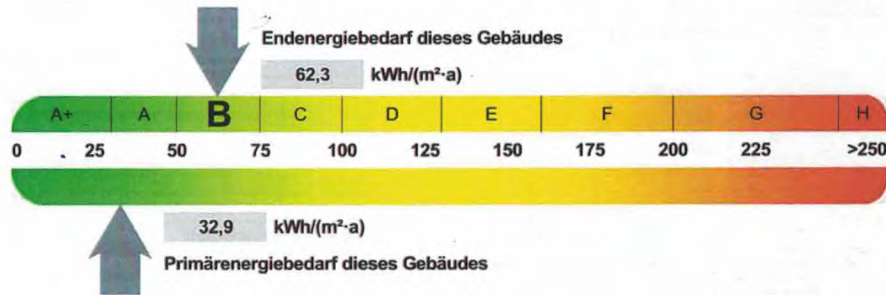 Endenergiebedarf dieses Gebäudes
62,3 kWh/(m²·a)
A+ A B C D E F G H
0 25 50 75 100 125 150 175 200 225 >250
32,9 kWh/(m²·a)
Primärenergiebedarf dieses Gebäudes